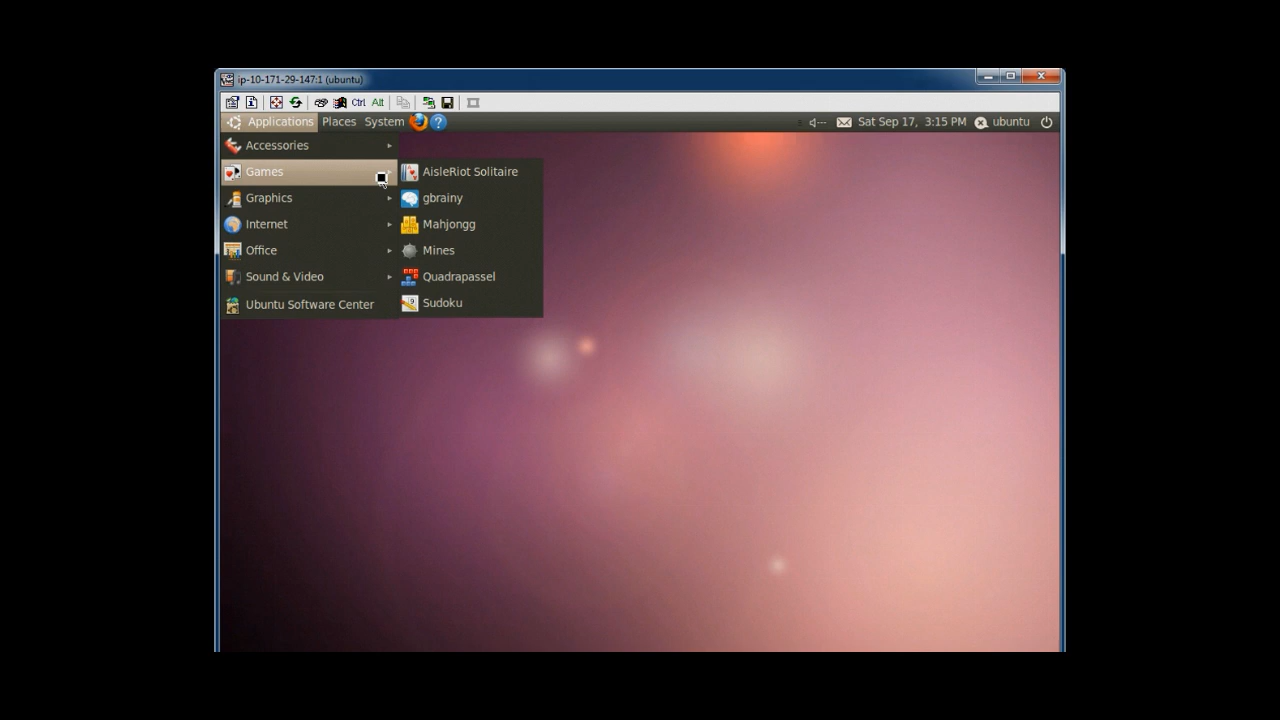 ip-10-171-29-147:1 (ubuntu)
Ctrl Alt
Applications Places System ? Sat Sep 17, 3:15 PM ubuntu
Accessories
Games
Graphics
Internet
Office
Sound & Video
Ubuntu Software Center
AisleRiot Solitaire
gbrainy
Mahjongg
Mines
Quadrapassel
Sudoku